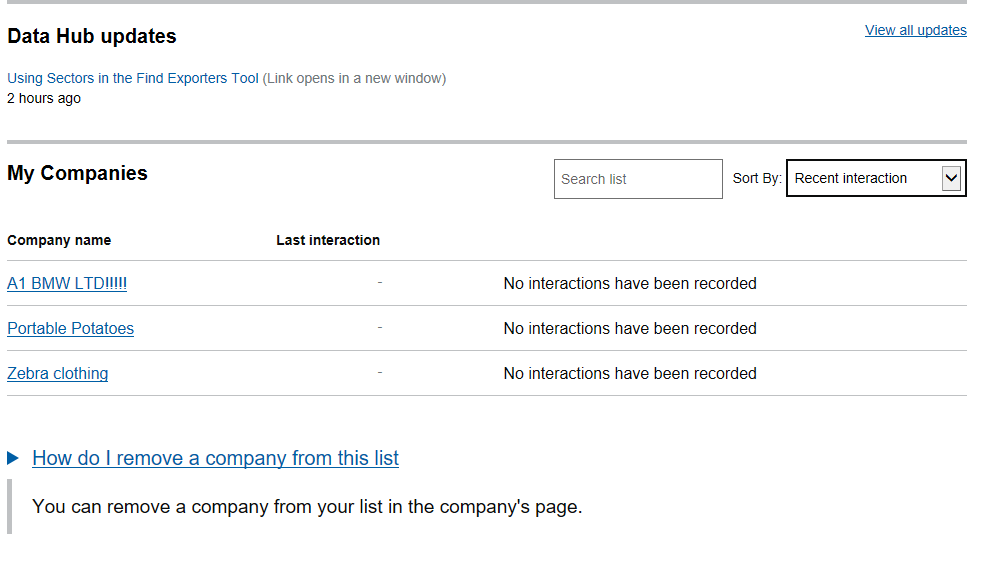 Data Hub updates
View all updates
Using Sectors in the Find Exporters Tool (Link opens in a new window)
2 hours ago
My Companies
Search list
Sort By:
Recent interaction
Company name Last interaction
A1 BMW LTD!!!!! - No interactions have been recorded
Portable Potatoes - No interactions have been recorded
Zebra clothing - No interactions have been recorded
How do I remove a company from this list
You can remove a company from your list in the company's page.